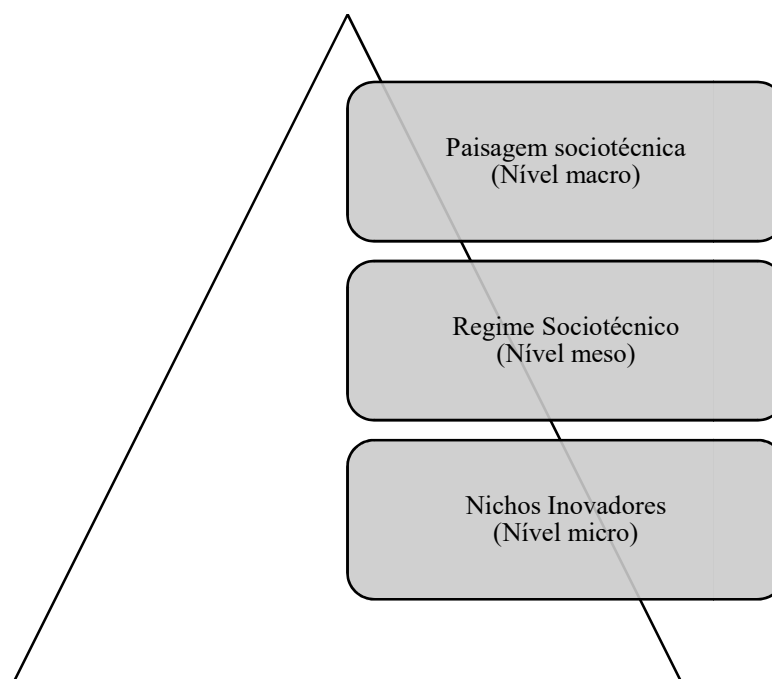 Paisagem sociotécnica
(Nível macro)
Regime Sociotécnico
(Nível meso)
Nichos Inovadores
(Nível micro)